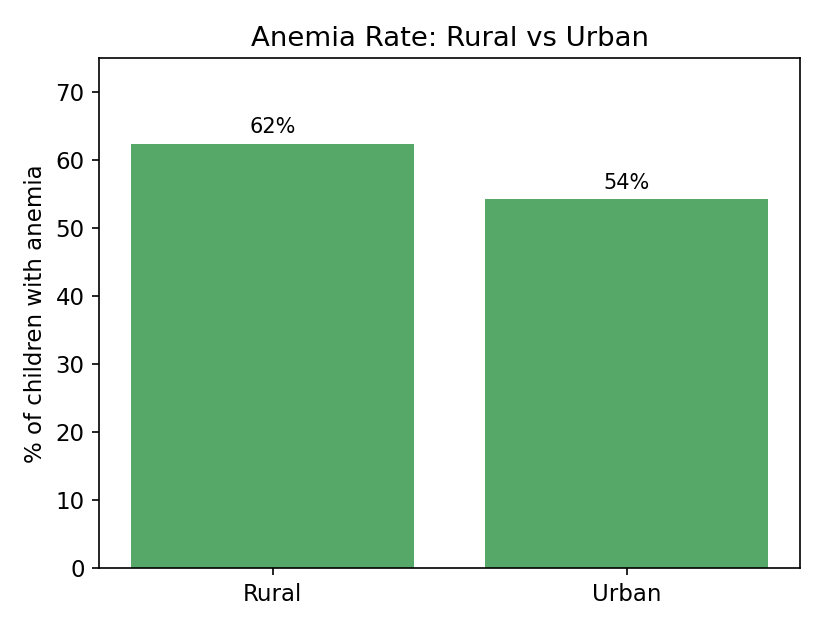 Anemia Rate: Rural vs Urban
% of children with anemia
70
60
50
40
30
20
10
0
62%
54%
Rural
Urban